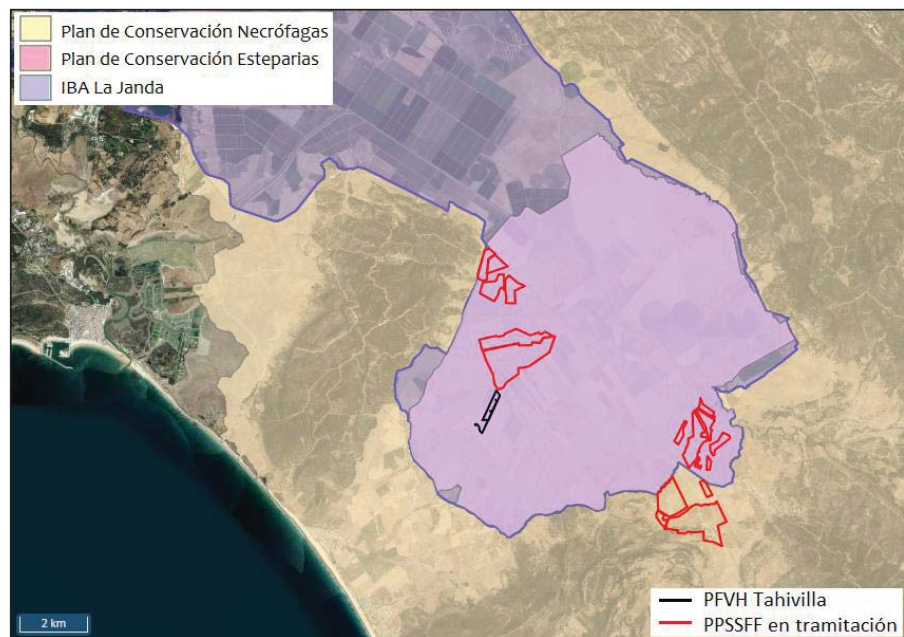 Plan de Conservación Necrófagas
Plan de Conservación Esteparias
IBA La Janda
2 km
PFVH Tahivilla
PPSSFF en tramitación